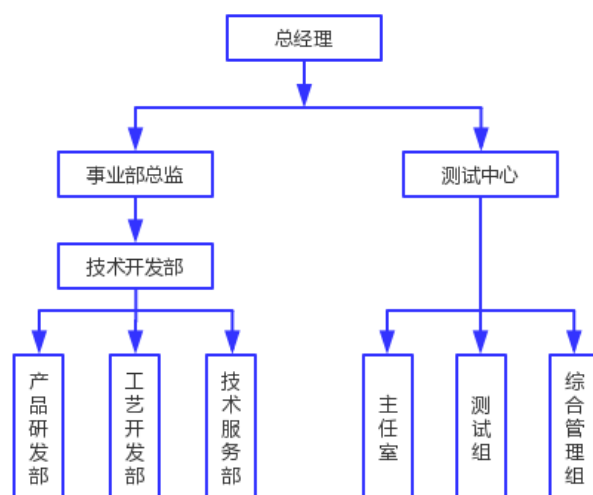 总经理
事业部总监
测试中心
技术开发部
产品研发部
工艺开发部
技术服务部
主任室
测试组
综合管理组